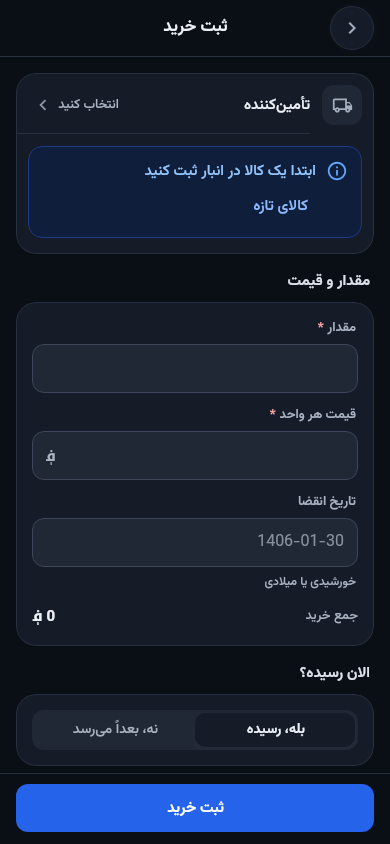 ثبت خرید
تأمین‌کننده
انتخاب کنید
ابتدا یک کالا در انبار ثبت کنید
کالای تازه
مقدار و قیمت
مقدار *
قیمت هر واحد *
؋
تاریخ انقضا
1406-01-30
خورشیدی یا میلادی
جمع خرید
0 ؋
الان رسیده؟
بله، رسیده
نه، بعداً می‌رسد
ثبت خرید